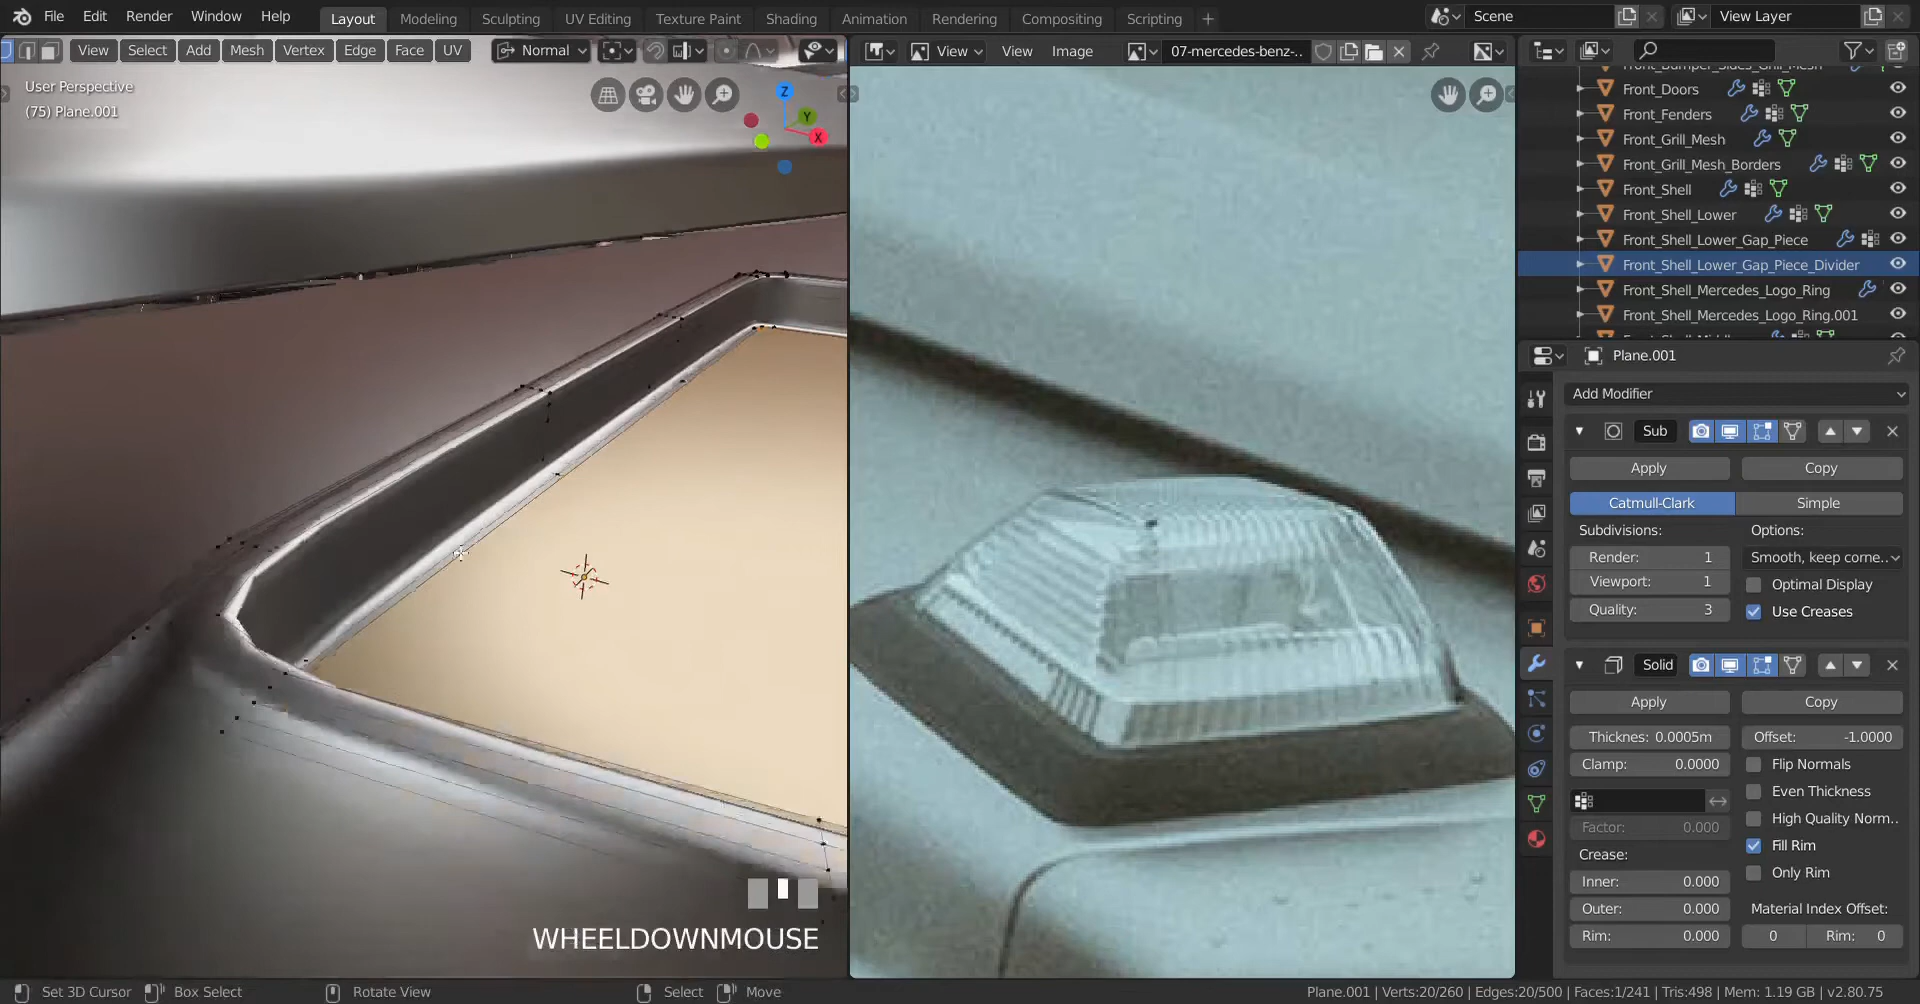 File Edit Render Window Help Layout Modeling Sculpting UV Editing Texture Paint Shading Animation Rendering Compositing Scripting Scene View Layer
View Select Add Mesh Vertex Edge Face UV Normal
View View Image 07-mercedes-benz-..
User Perspective
(75) Plane.001
Z
Y
X
WHEELDOWNMOUSE
Front_Doors
Front_Fenders
Front_Grill_Mesh
Front_Grill_Mesh_Borders
Front_Shell
Front_Shell_Lower
Front_Shell_Lower_Gap_Piece
Front_Shell_Lower_Gap_Piece_Divider
Front_Shell_Mercedes_Logo_Ring
Front_Shell_Mercedes_Logo_Ring.001
Plane.001
Add Modifier
Sub
Apply Copy
Catmull-Clark Simple
Subdivisions: Options:
Render: 1 Smooth, keep corne..
Viewport: 1 Optimal Display
Quality: 3 Use Creases
Solid
Apply Copy
Thicknes: 0.0005m Offset: -1.0000
Clamp: 0.0000 Flip Normals
Even Thickness
Factor: 0.000 High Quality Norm..
Crease: Fill Rim
Inner: 0.000 Only Rim
Outer: 0.000 Material Index Offset:
Rim: 0.000 0 Rim: 0
Set 3D Cursor Box Select Rotate View Select Move Plane.001 | Verts:20/260 | Edges:20/500 | Faces:1/241 | Tris:498 | Mem: 1.19 GB | v2.80.75